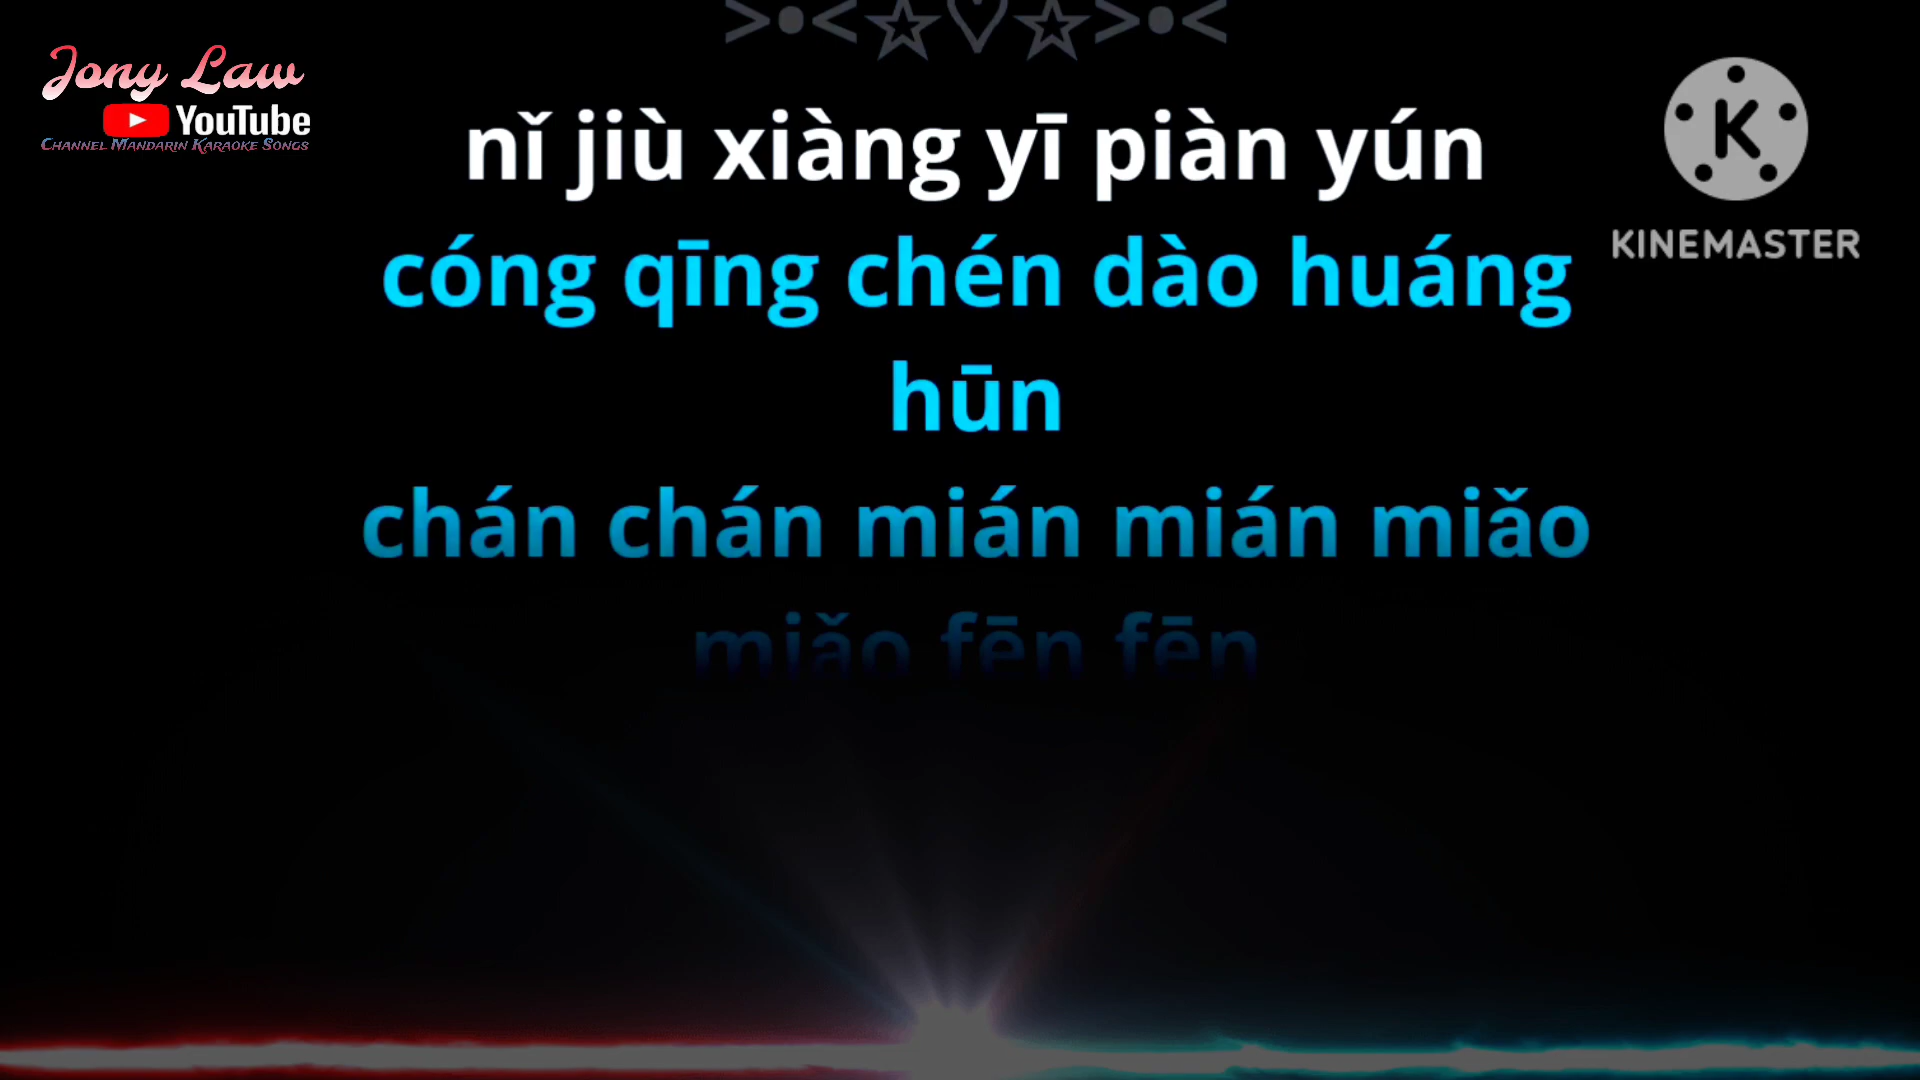 >•<☆♡☆>•<
Jony Law
YouTube
Channel Mandarin Karaoke Songs
nǐ jiù xiàng yī piàn yún
cóng qīng chén dào huáng
hūn
chán chán mián mián miǎo
miǎo fēn fēn
K
KINEMASTER